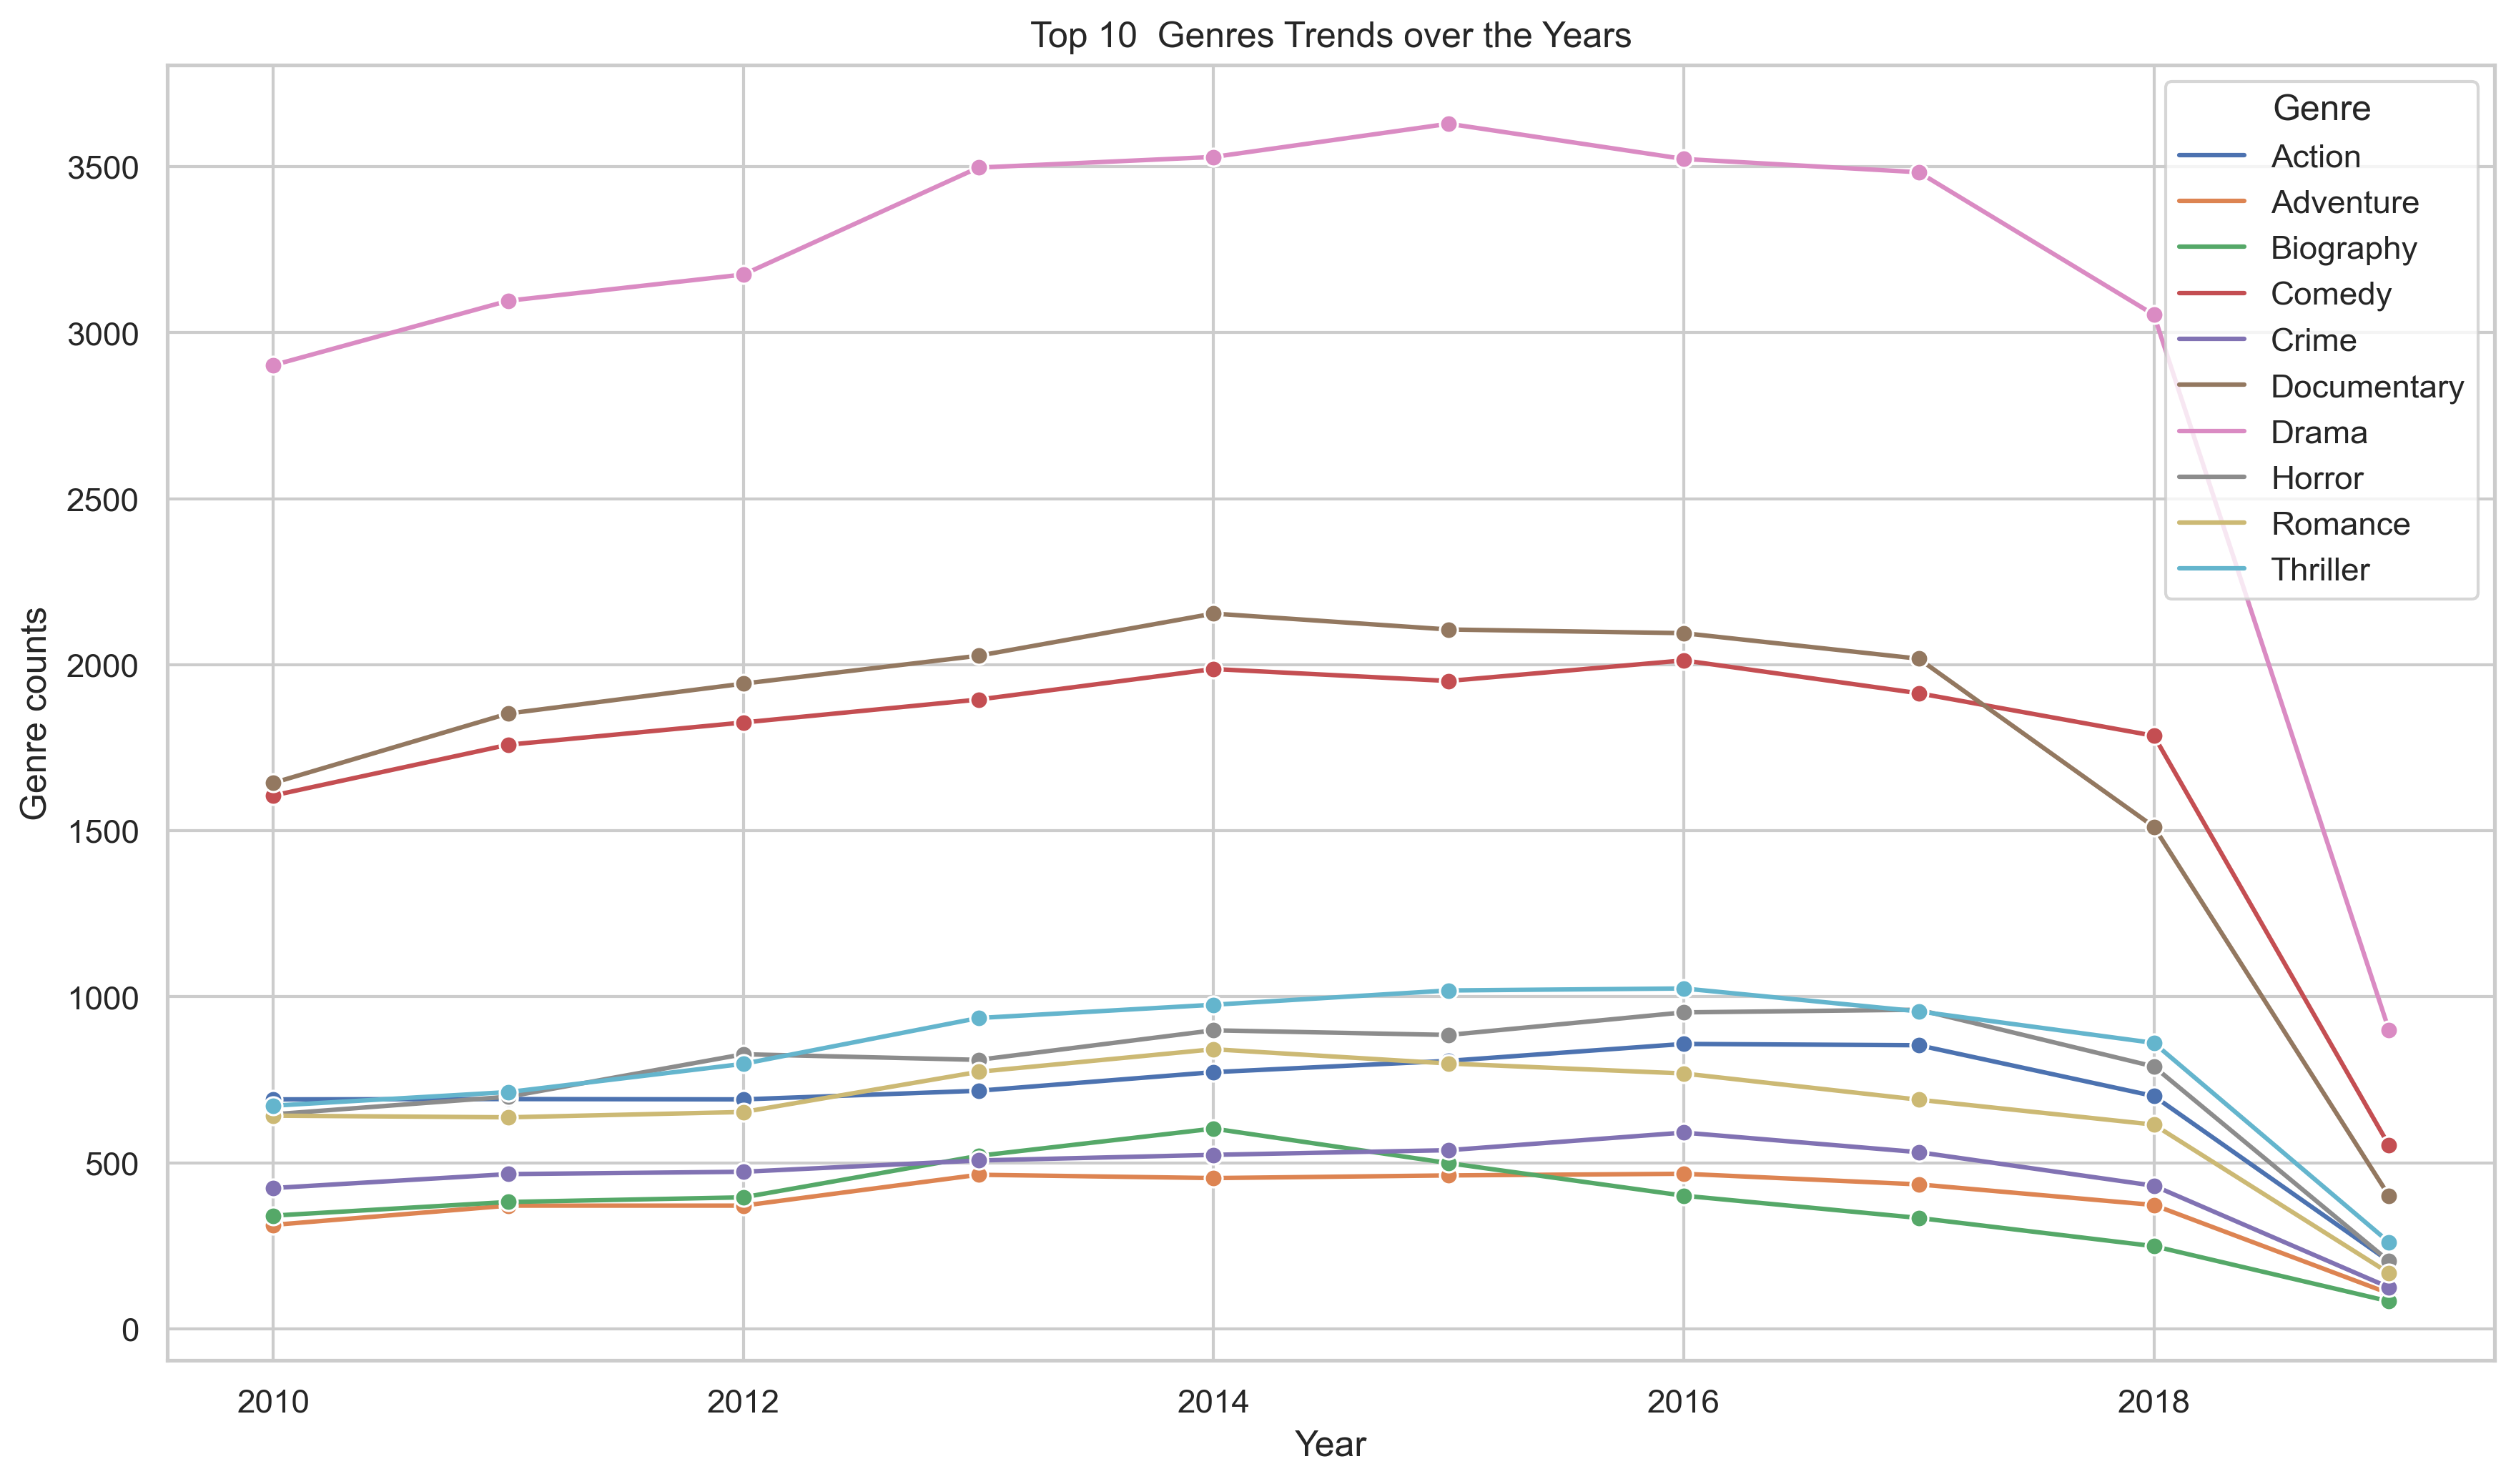 Top 10  Genres Trends over the Years
Genre counts
3500
3000
2500
2000
1500
1000
500
0
2010
2012
2014
2016
2018
Year
Genre
Action
Adventure
Biography
Comedy
Crime
Documentary
Drama
Horror
Romance
Thriller